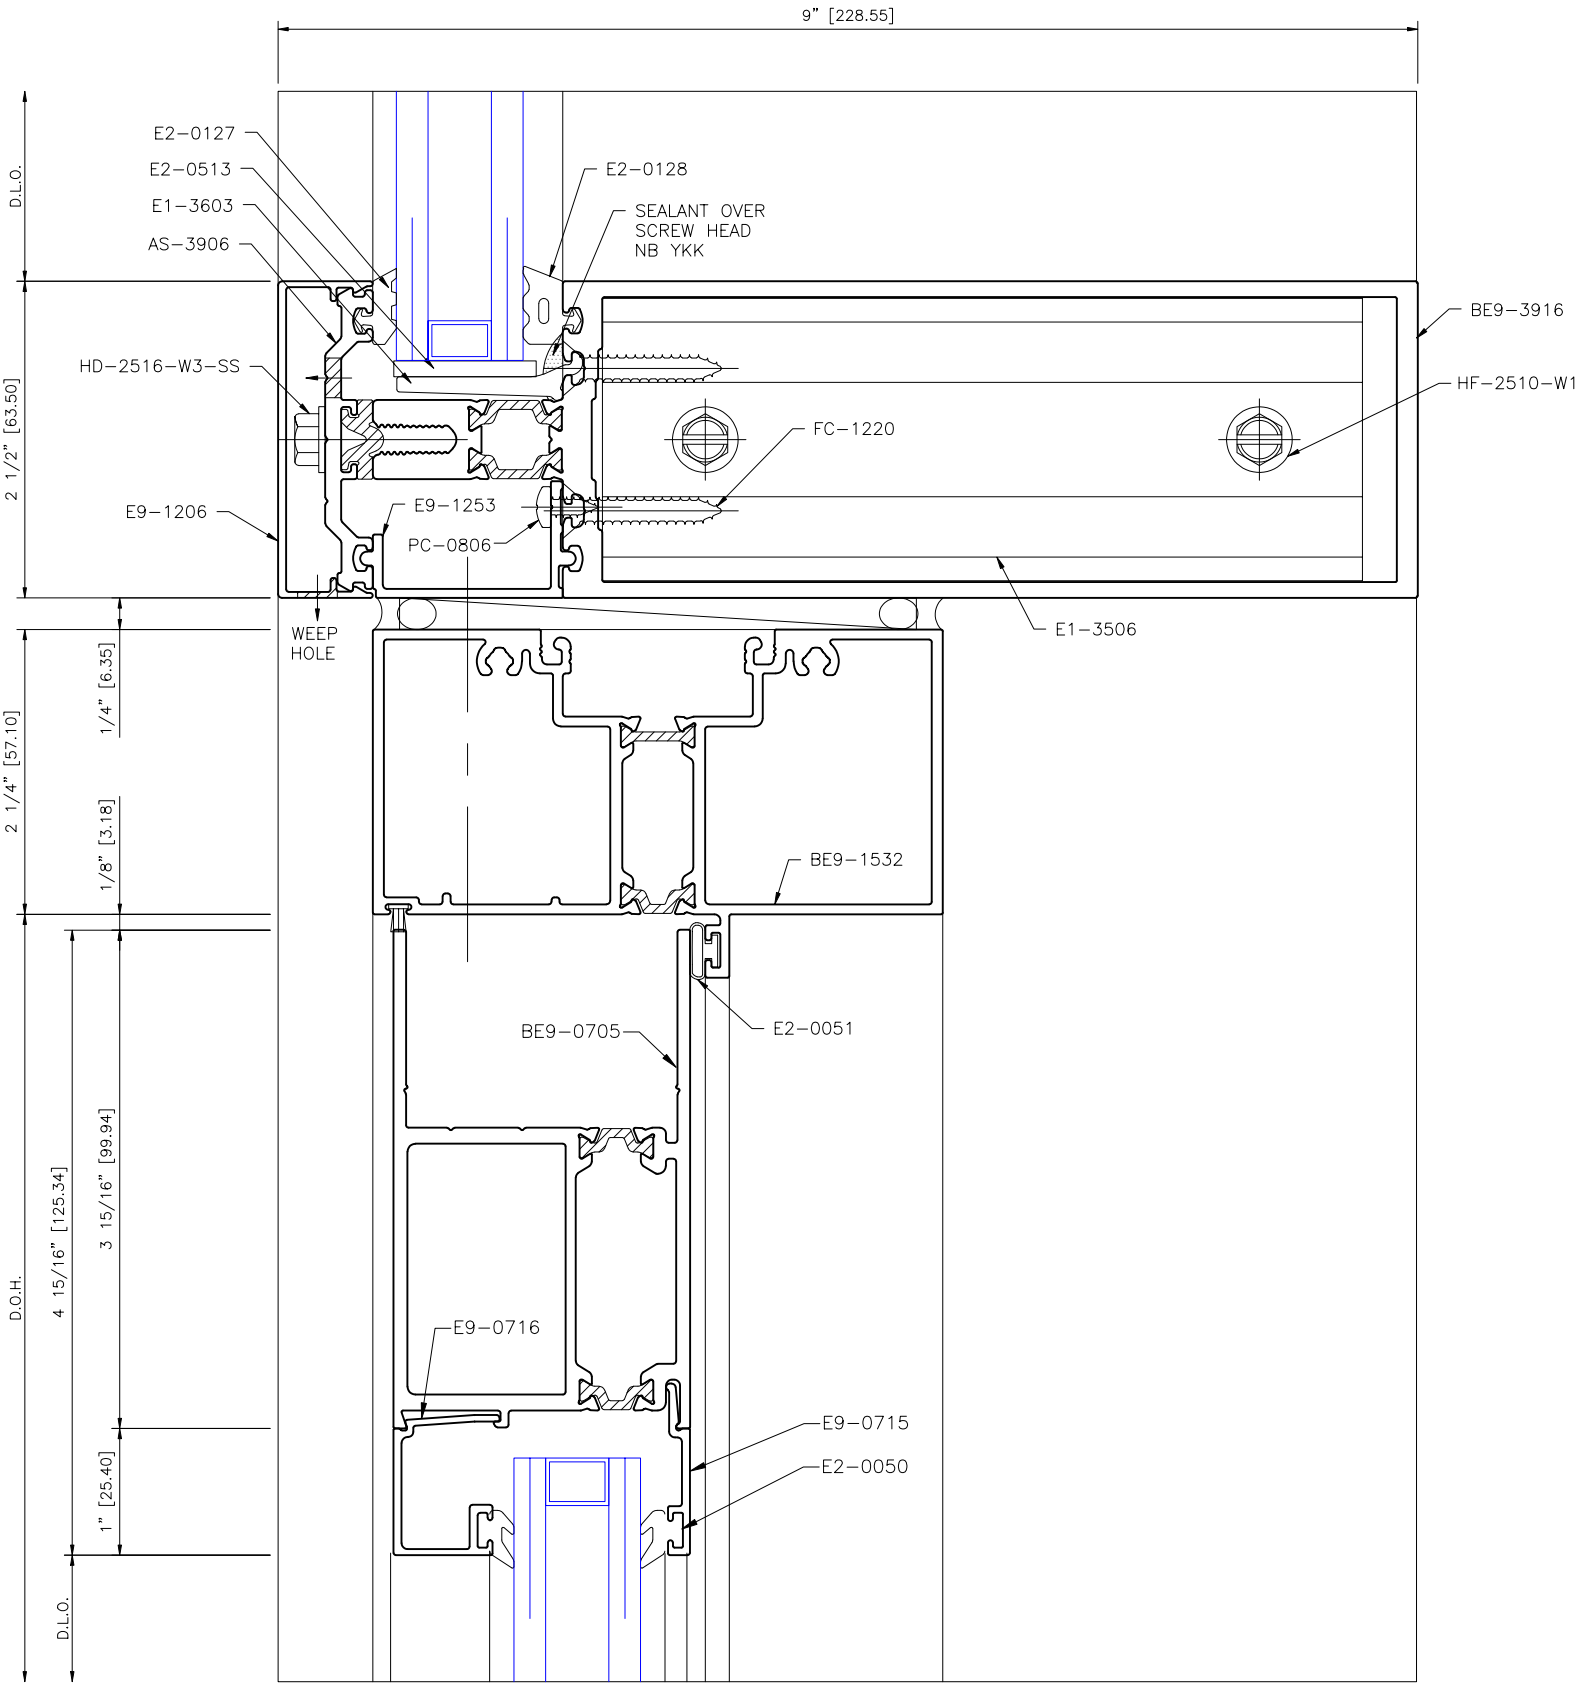 9" [228.55]
D.L.O.
E2-0127
E2-0513
E1-3603
AS-3906
HD-2516-W3-SS
E9-1206
E2-0128
SEALANT OVER
SCREW HEAD
NB YKK
BE9-3916
HF-2510-W1
FC-1220
E9-1253
PC-0806
E1-3506
WEEP
HOLE
2 1/2" [63.50]
1/4" [6.35]
2 1/4" [57.10]
1/8" [3.18]
BE9-1532
BE9-0705
E2-0051
3 15/16" [99.94]
4 15/16" [125.34]
D.O.H.
E9-0716
E9-0715
E2-0050
1" [25.40]
D.L.O.